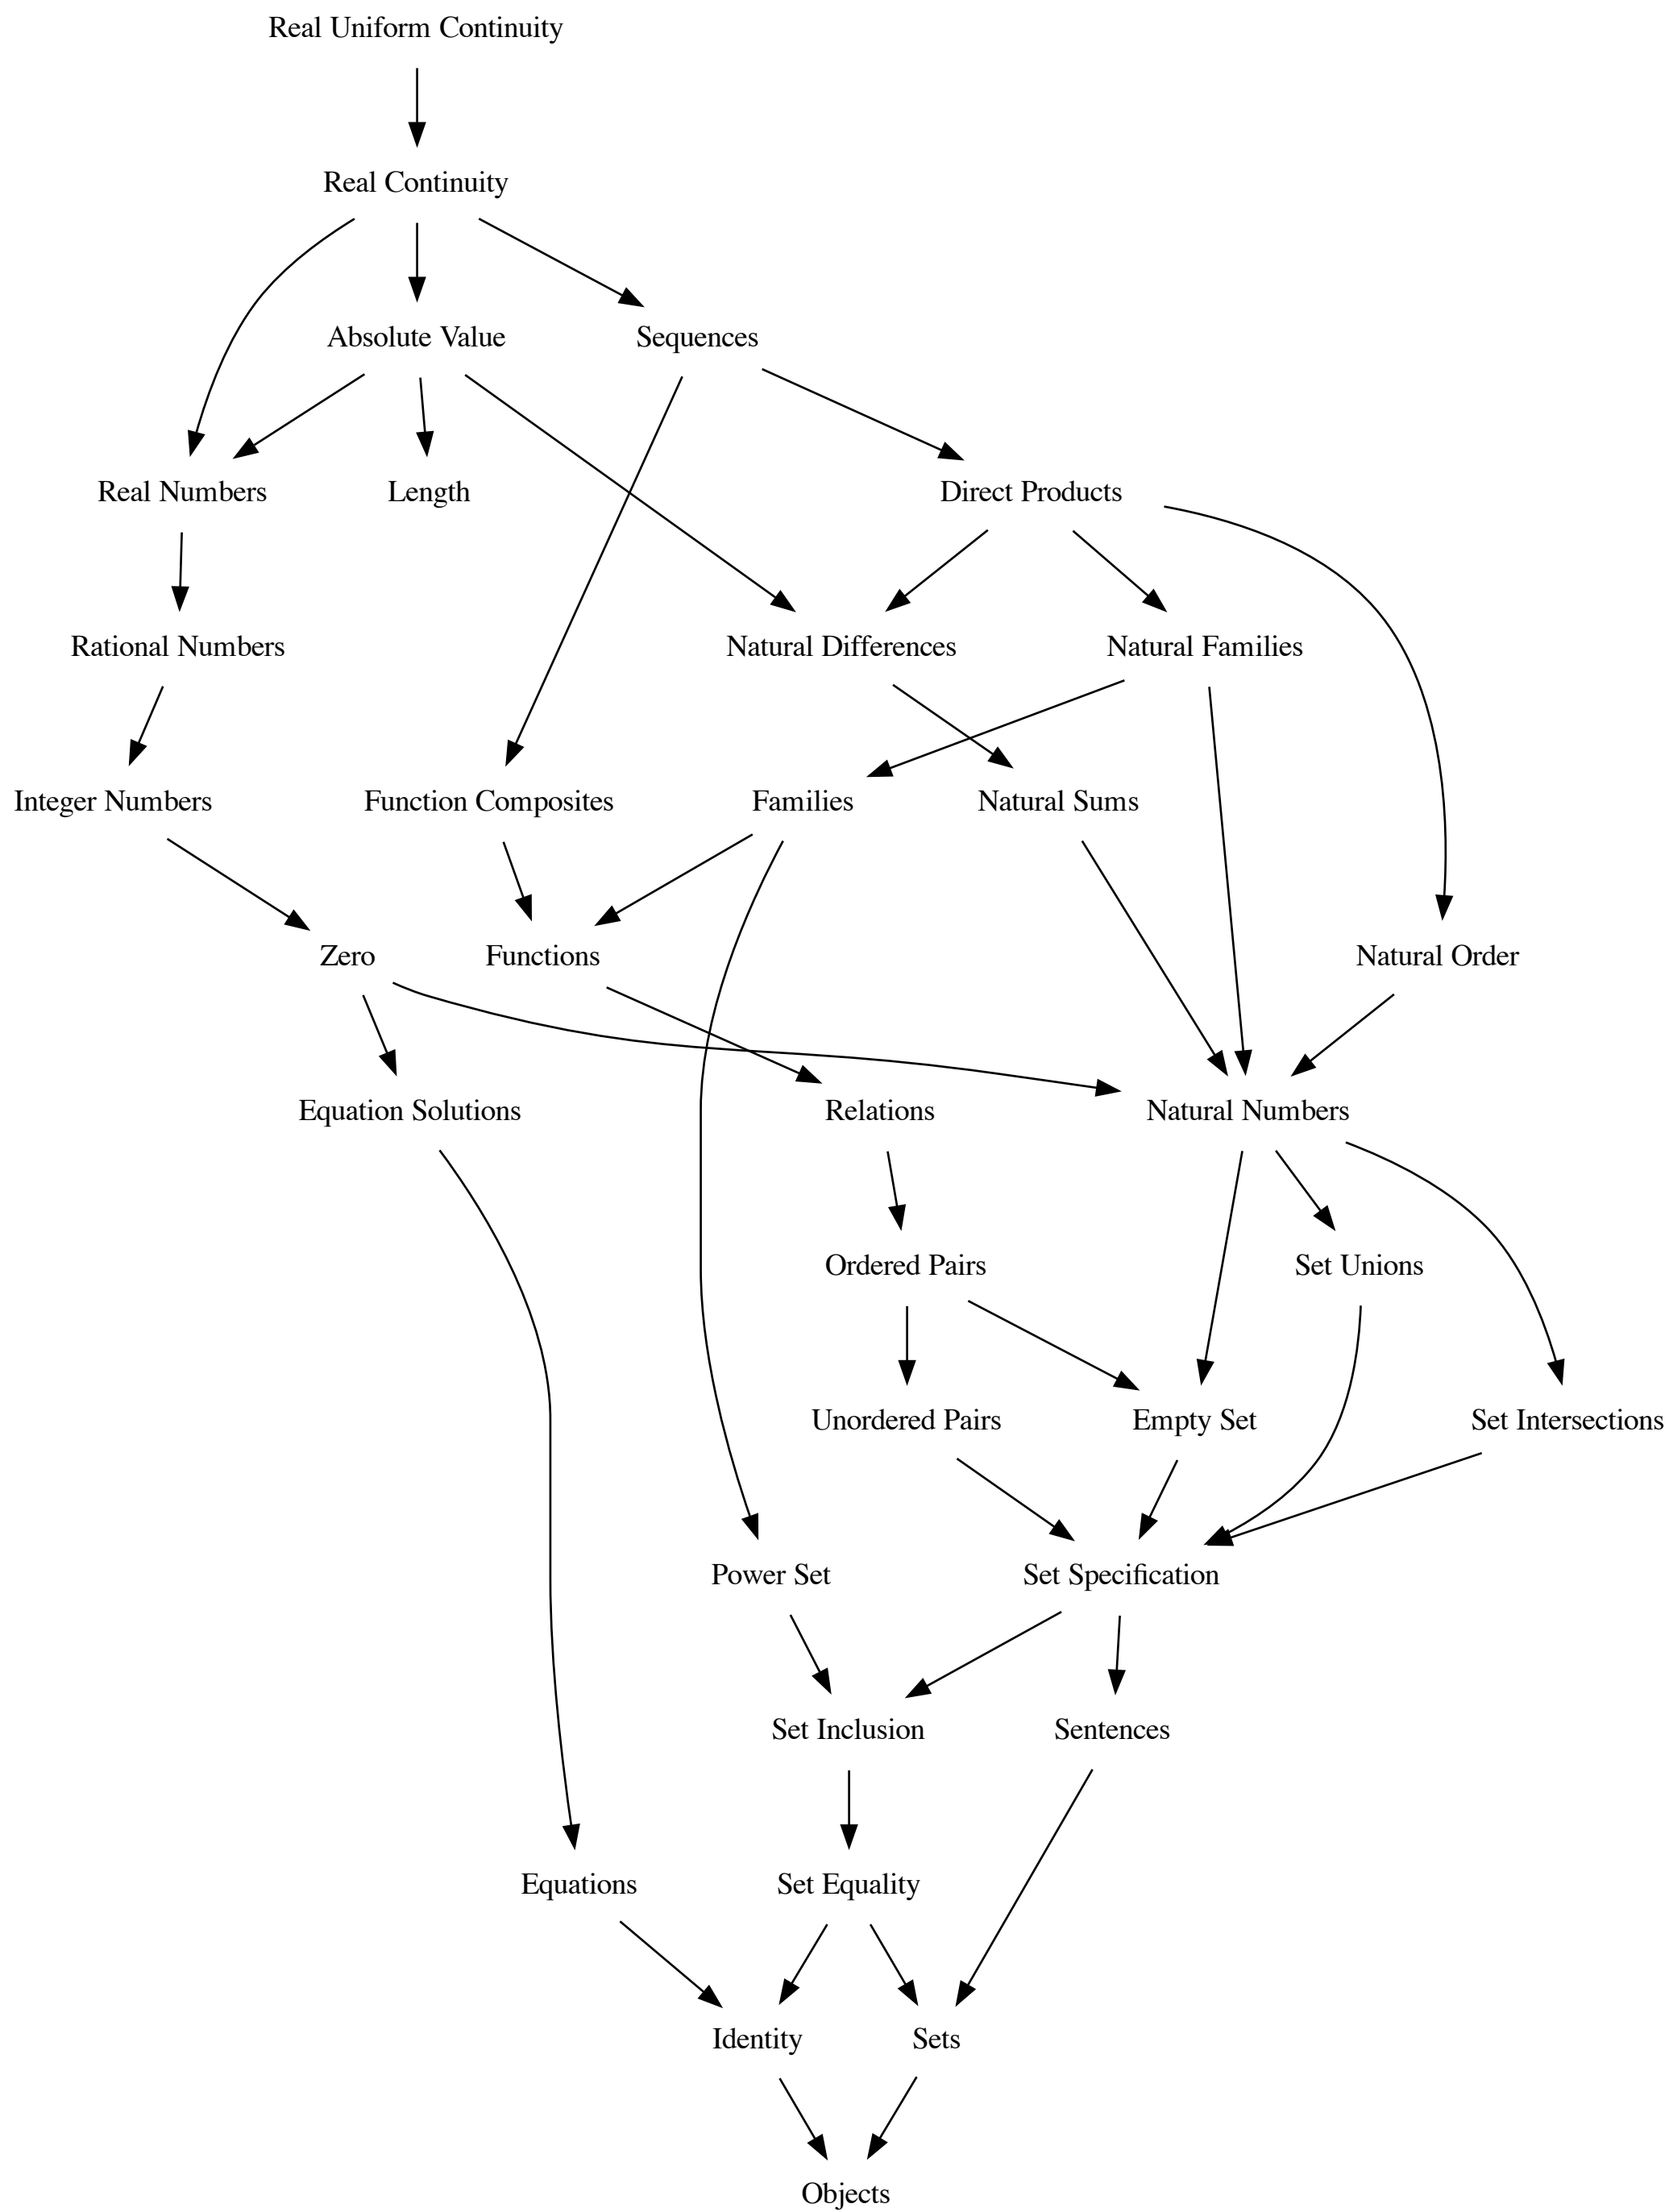 Real Uniform Continuity
Real Continuity
Absolute Value
Sequences
Real Numbers
Length
Direct Products
Rational Numbers
Natural Differences
Natural Families
Integer Numbers
Function Composites
Families
Natural Sums
Zero
Functions
Natural Order
Equation Solutions
Relations
Natural Numbers
Ordered Pairs
Set Unions
Unordered Pairs
Empty Set
Set Intersections
Power Set
Set Specification
Set Inclusion
Sentences
Equations
Set Equality
Identity
Sets
Objects